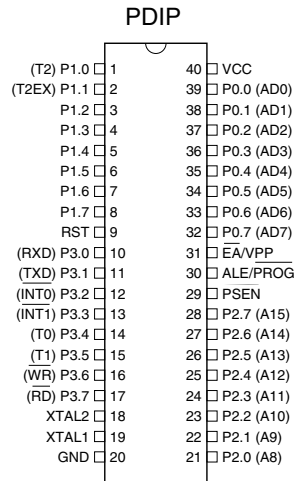 PDIP
(T2) P1.0 1 40 VCC
(T2EX) P1.1 2 39 P0.0 (AD0)
P1.2 3 38 P0.1 (AD1)
P1.3 4 37 P0.2 (AD2)
P1.4 5 36 P0.3 (AD3)
P1.5 6 35 P0.4 (AD4)
P1.6 7 34 P0.5 (AD5)
P1.7 8 33 P0.6 (AD6)
RST 9 32 P0.7 (AD7)
(RXD) P3.0 10 31 E̅A̅/VPP
(TXD) P3.1 11 30 ALE/P̅R̅O̅G̅
(I̅N̅T̅0̅) P3.2 12 29 P̅S̅E̅N̅
(I̅N̅T̅1̅) P3.3 13 28 P2.7 (A15)
(T0) P3.4 14 27 P2.6 (A14)
(T1) P3.5 15 26 P2.5 (A13)
(W̅R̅) P3.6 16 25 P2.4 (A12)
(R̅D̅) P3.7 17 24 P2.3 (A11)
XTAL2 18 23 P2.2 (A10)
XTAL1 19 22 P2.1 (A9)
GND 20 21 P2.0 (A8)